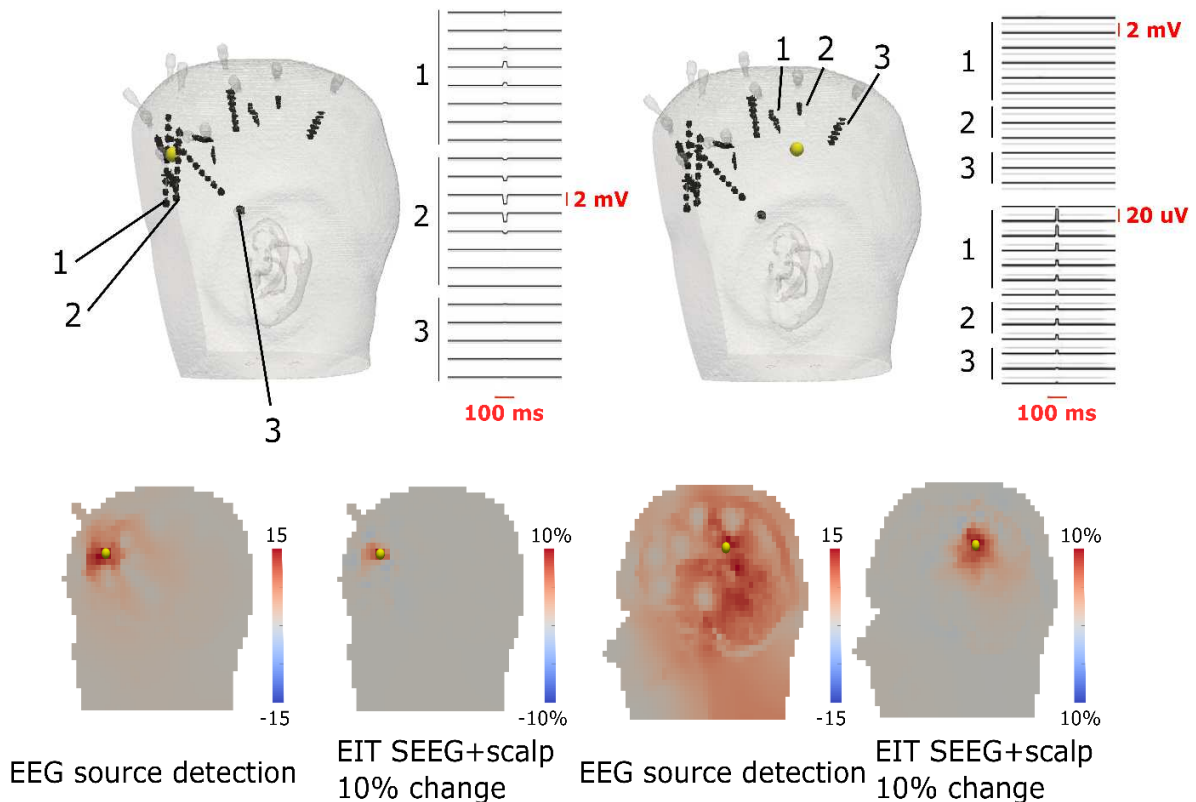 1
2
3
1
2
3
2 mV
100 ms
1
2
3
1
2
3
1
2
3
2 mV
20 uV
100 ms
15
-15
EEG source detection
10%
-10%
EIT SEEG+scalp
10% change
15
-15
EEG source detection
10%
10%
EIT SEEG+scalp
10% change